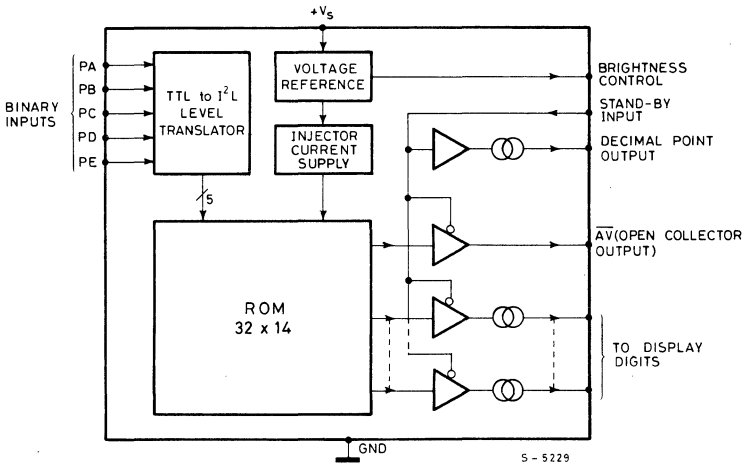 +Vs
PA
PB
PC
PD
PE
BINARY
INPUTS
TTL to I²L
LEVEL
TRANSLATOR
VOLTAGE
REFERENCE
INJECTOR
CURRENT
SUPPLY
BRIGHTNESS
CONTROL
STAND-BY
INPUT
DECIMAL POINT
OUTPUT
5
A̅V̅(OPEN COLLECTOR
OUTPUT)
ROM
32 x 14
TO DISPLAY
DIGITS
GND
S-5229